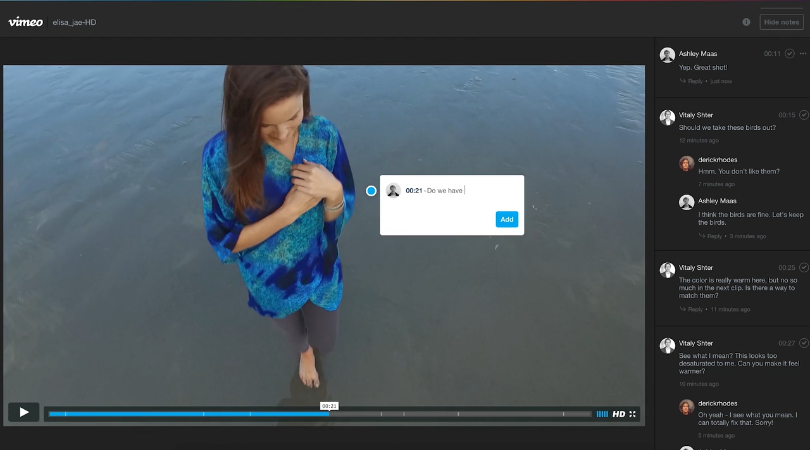 vimeo
elisa_jae-HD
Hide notes
00:21 - Do we have
Add
00:21
HD
Ashley Maas
00:11
Yep. Great shot!
Reply • just now
Vitaly Shter
00:15
Should we take these birds out?
12 minutes ago
derickrhodes
Hmm. You don't like them?
7 minutes ago
Ashley Maas
I think the birds are fine. Let's keep
the birds.
Reply • 3 minutes ago
Vitaly Shter
00:25
The color is really warm here, but no so
much in the next clip. Is there a way to
match them?
Reply • 11 minutes ago
Vitaly Shter
00:27
See what I mean? This looks too
desaturated to me. Can you make it feel
warmer?
10 minutes ago
derickrhodes
Oh yeah - I see what you mean. I
can totally fix that. Sorry!
5 minutes ago